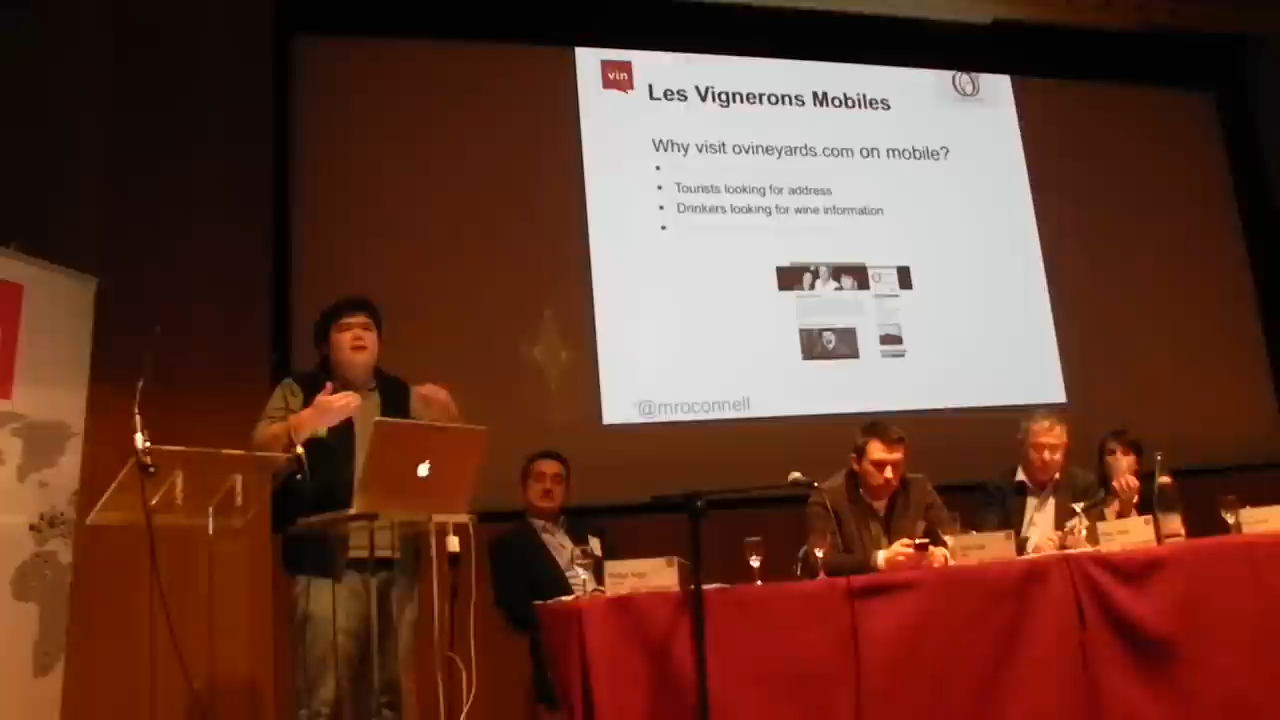 vin
Les Vignerons Mobiles
Why visit ovineyards.com on mobile?
Tourists looking for address
Drinkers looking for wine information
@mroconnell